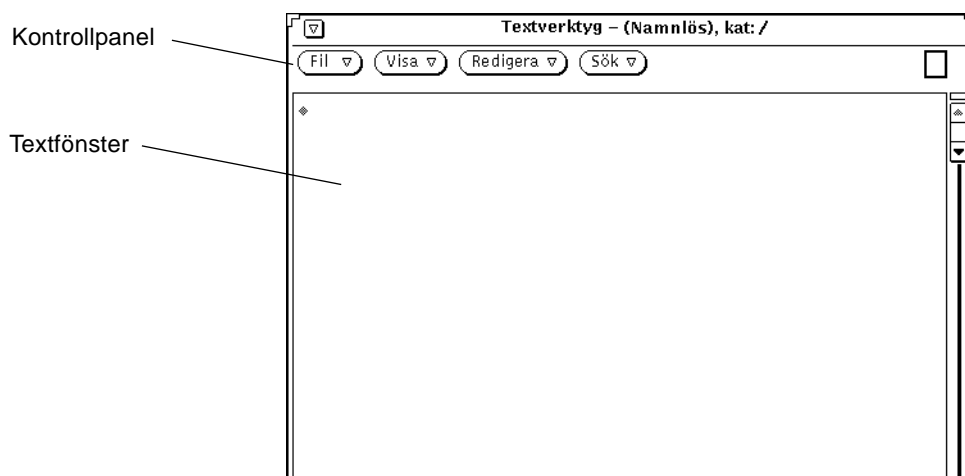 Textverktyg – (Namnlös), kat: /
Kontrollpanel
Fil Visa Redigera Sök
Textfönster